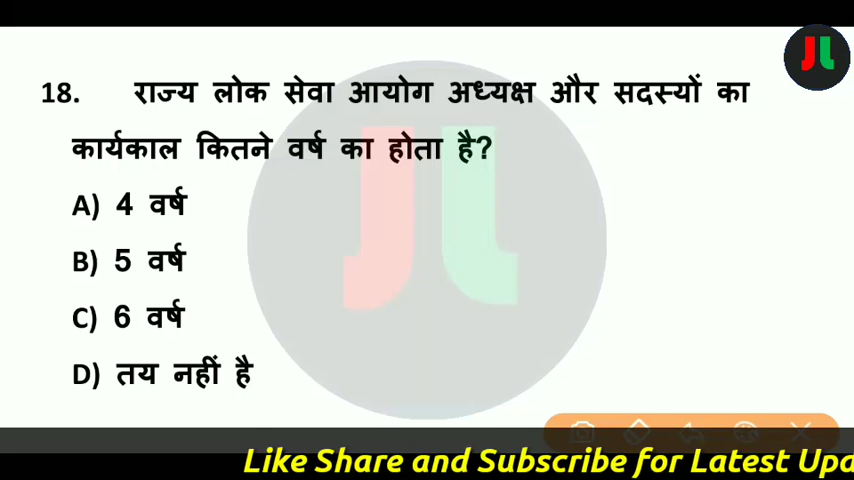 18. राज्य लोक सेवा आयोग अध्यक्ष और सदस्यों का
कार्यकाल कितने वर्ष का होता है?
A) 4 वर्ष
B) 5 वर्ष
C) 6 वर्ष
D) तय नहीं है
Like Share and Subscribe for Latest Upda